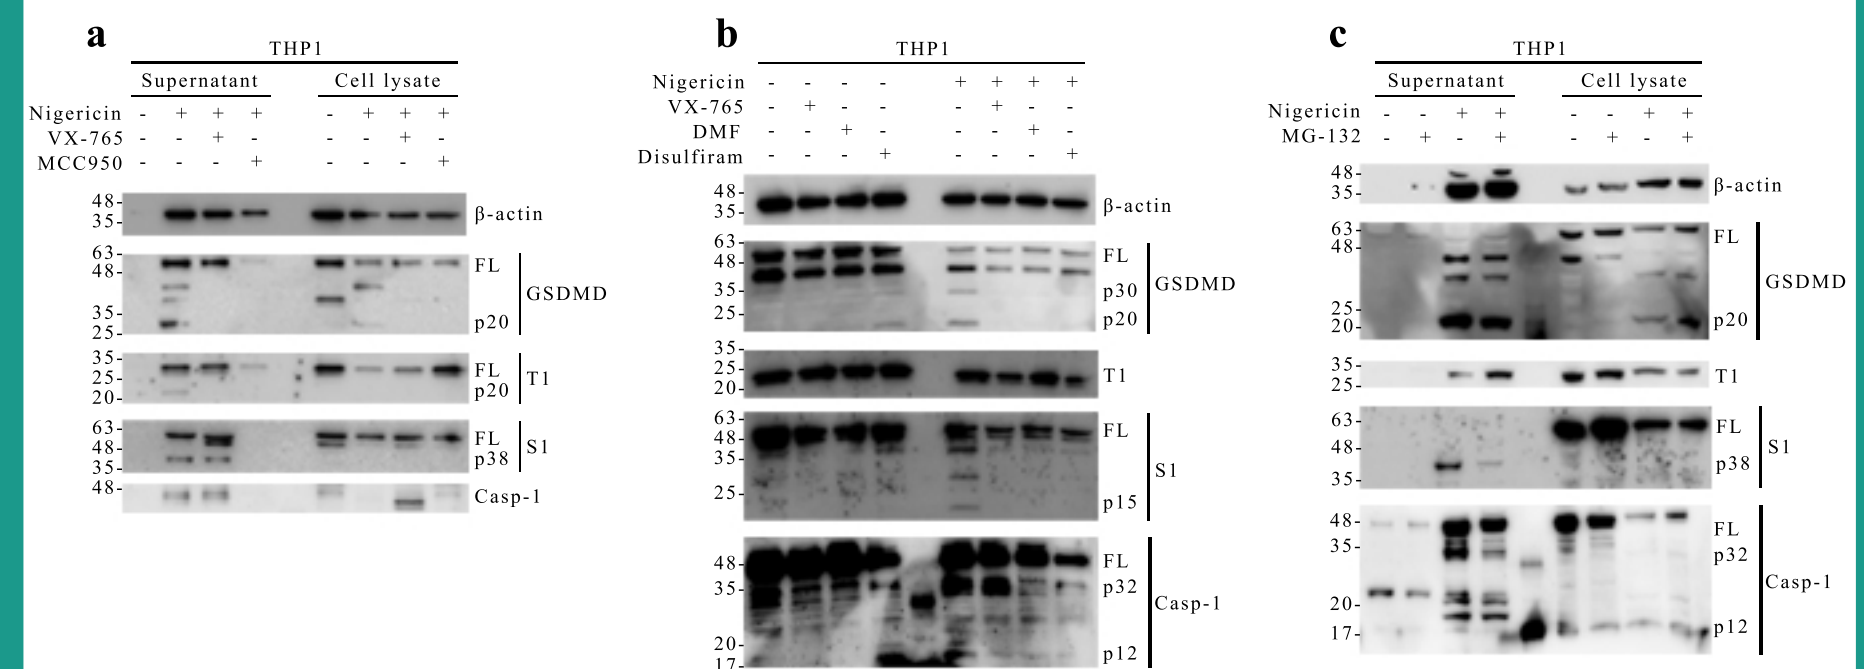 a
THP1
Supernatant Cell lysate
Nigericin - + + + - + + +
VX-765 - - + - - - + -
MCC950 - - - + - - - +
48-
35-
β-actin
63-
48-
35-
25-
FL
p20
GSDMD
35-
25-
20-
FL
p20
T1
63-
48-
35-
FL
p38
S1
48-
Casp-1
b
THP1
Nigericin - - - - + + + +
VX-765 - + - - - + - -
DMF - - + - - - + -
Disulfiram - - - + - - - +
48-
35-
β-actin
63-
48-
35-
25-
FL
p30
p20
GSDMD
35-
25-
20-
T1
63-
48-
35-
25-
FL
p15
S1
48-
35-
20-
17-
FL
p32
p12
Casp-1
c
THP1
Supernatant Cell lysate
Nigericin - - + + - - + +
MG-132 - + - + - + - +
48-
35-
β-actin
63-
48-
25-
20-
FL
p20
GSDMD
35-
25-
T1
63-
48-
35-
FL
p38
S1
48-
35-
20-
17-
FL
p32
p12
Casp-1